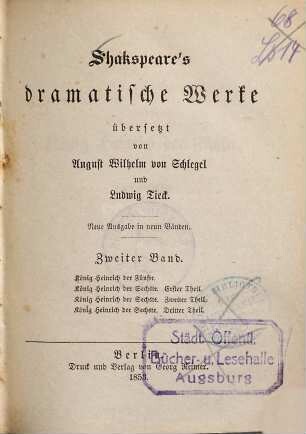 68
Shakspeare's
dramatische Werke
übersetzt
von
August Wilhelm von Schlegel
und
Ludwig Tieck.
Neue Ausgabe in neun Bänden.
Zweiter Band.
König Heinrich der Fünfte.
König Heinrich der Sechste. Erster Theil.
König Heinrich der Sechste. Zweiter Theil.
König Heinrich der Sechste. Dritter Theil.
Städt. Öffentl.
Bücher- u. Lesehalle
Augsburg
Berlin
Druck und Verlag von Georg Reimer.
1853.